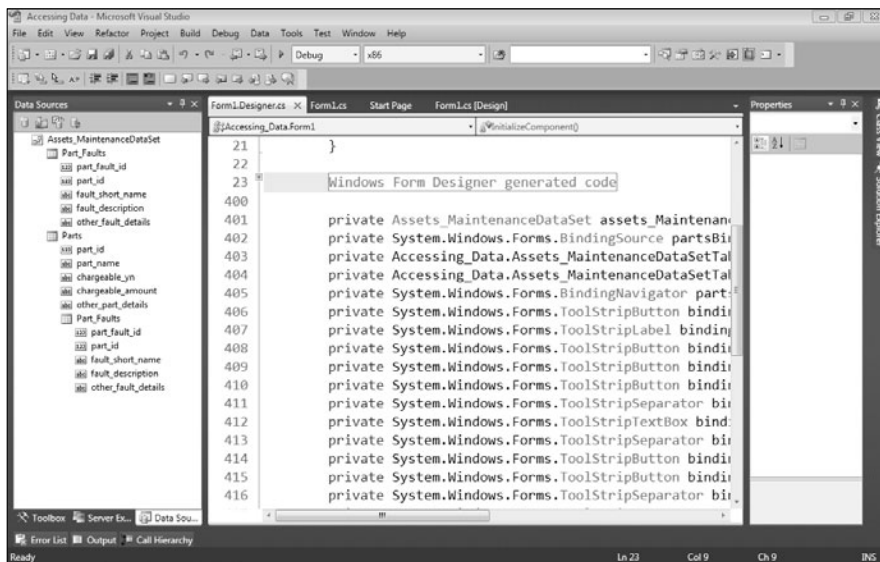 Accessing Data - Microsoft Visual Studio
File Edit View Refactor Project Build Debug Data Tools Test Window Help
Debug x86
Data Sources
Assets_MaintenanceDataSet
Part_Faults
part_fault_id
part_id
fault_short_name
fault_description
other_fault_details
Parts
part_id
part_name
chargeable_yn
chargeable_amount
other_part_details
Part_Faults
part_fault_id
part_id
fault_short_name
fault_description
other_fault_details
Toolbox Server Ex... Data Sou...
Form1.Designer.cs Form1.cs Start Page Form1.cs [Design]
Accessing_Data.Form1 InitializeComponent()
21 }
22
23 Windows Form Designer generated code
400
401 private Assets_MaintenanceDataSet assets_Maintenan
402 private System.Windows.Forms.BindingSource partsBi
403 private Accessing_Data.Assets_MaintenanceDataSetTa
404 private Accessing_Data.Assets_MaintenanceDataSetTa
405 private System.Windows.Forms.BindingNavigator part
406 private System.Windows.Forms.ToolStripButton bindi
407 private System.Windows.Forms.ToolStripLabel binding
408 private System.Windows.Forms.ToolStripButton bindi
409 private System.Windows.Forms.ToolStripButton bindi
410 private System.Windows.Forms.ToolStripButton bindi
411 private System.Windows.Forms.ToolStripSeparator bi
412 private System.Windows.Forms.ToolStripTextBox bind
413 private System.Windows.Forms.ToolStripSeparator bi
414 private System.Windows.Forms.ToolStripButton bindi
415 private System.Windows.Forms.ToolStripButton bindi
416 private System.Windows.Forms.ToolStripSeparator bi
Properties
Class View
Solution Explorer
Error List Output Call Hierarchy
Ready Ln 23 Col 9 Ch 9 INS